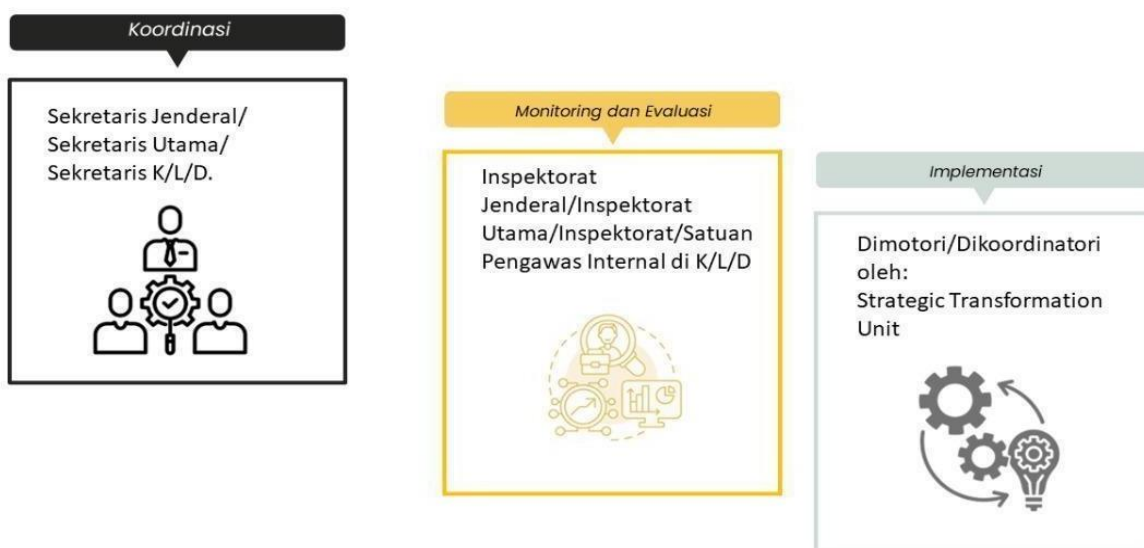 Koordinasi
Sekretaris Jenderal/
Sekretaris Utama/
Sekretaris K/L/D.
Monitoring dan Evaluasi
Inspektorat
Jenderal/Inspektorat
Utama/Inspektorat/Satuan
Pengawas Internal di K/L/D
Implementasi
Dimotori/Dikoordinatori
oleh:
Strategic Transformation
Unit